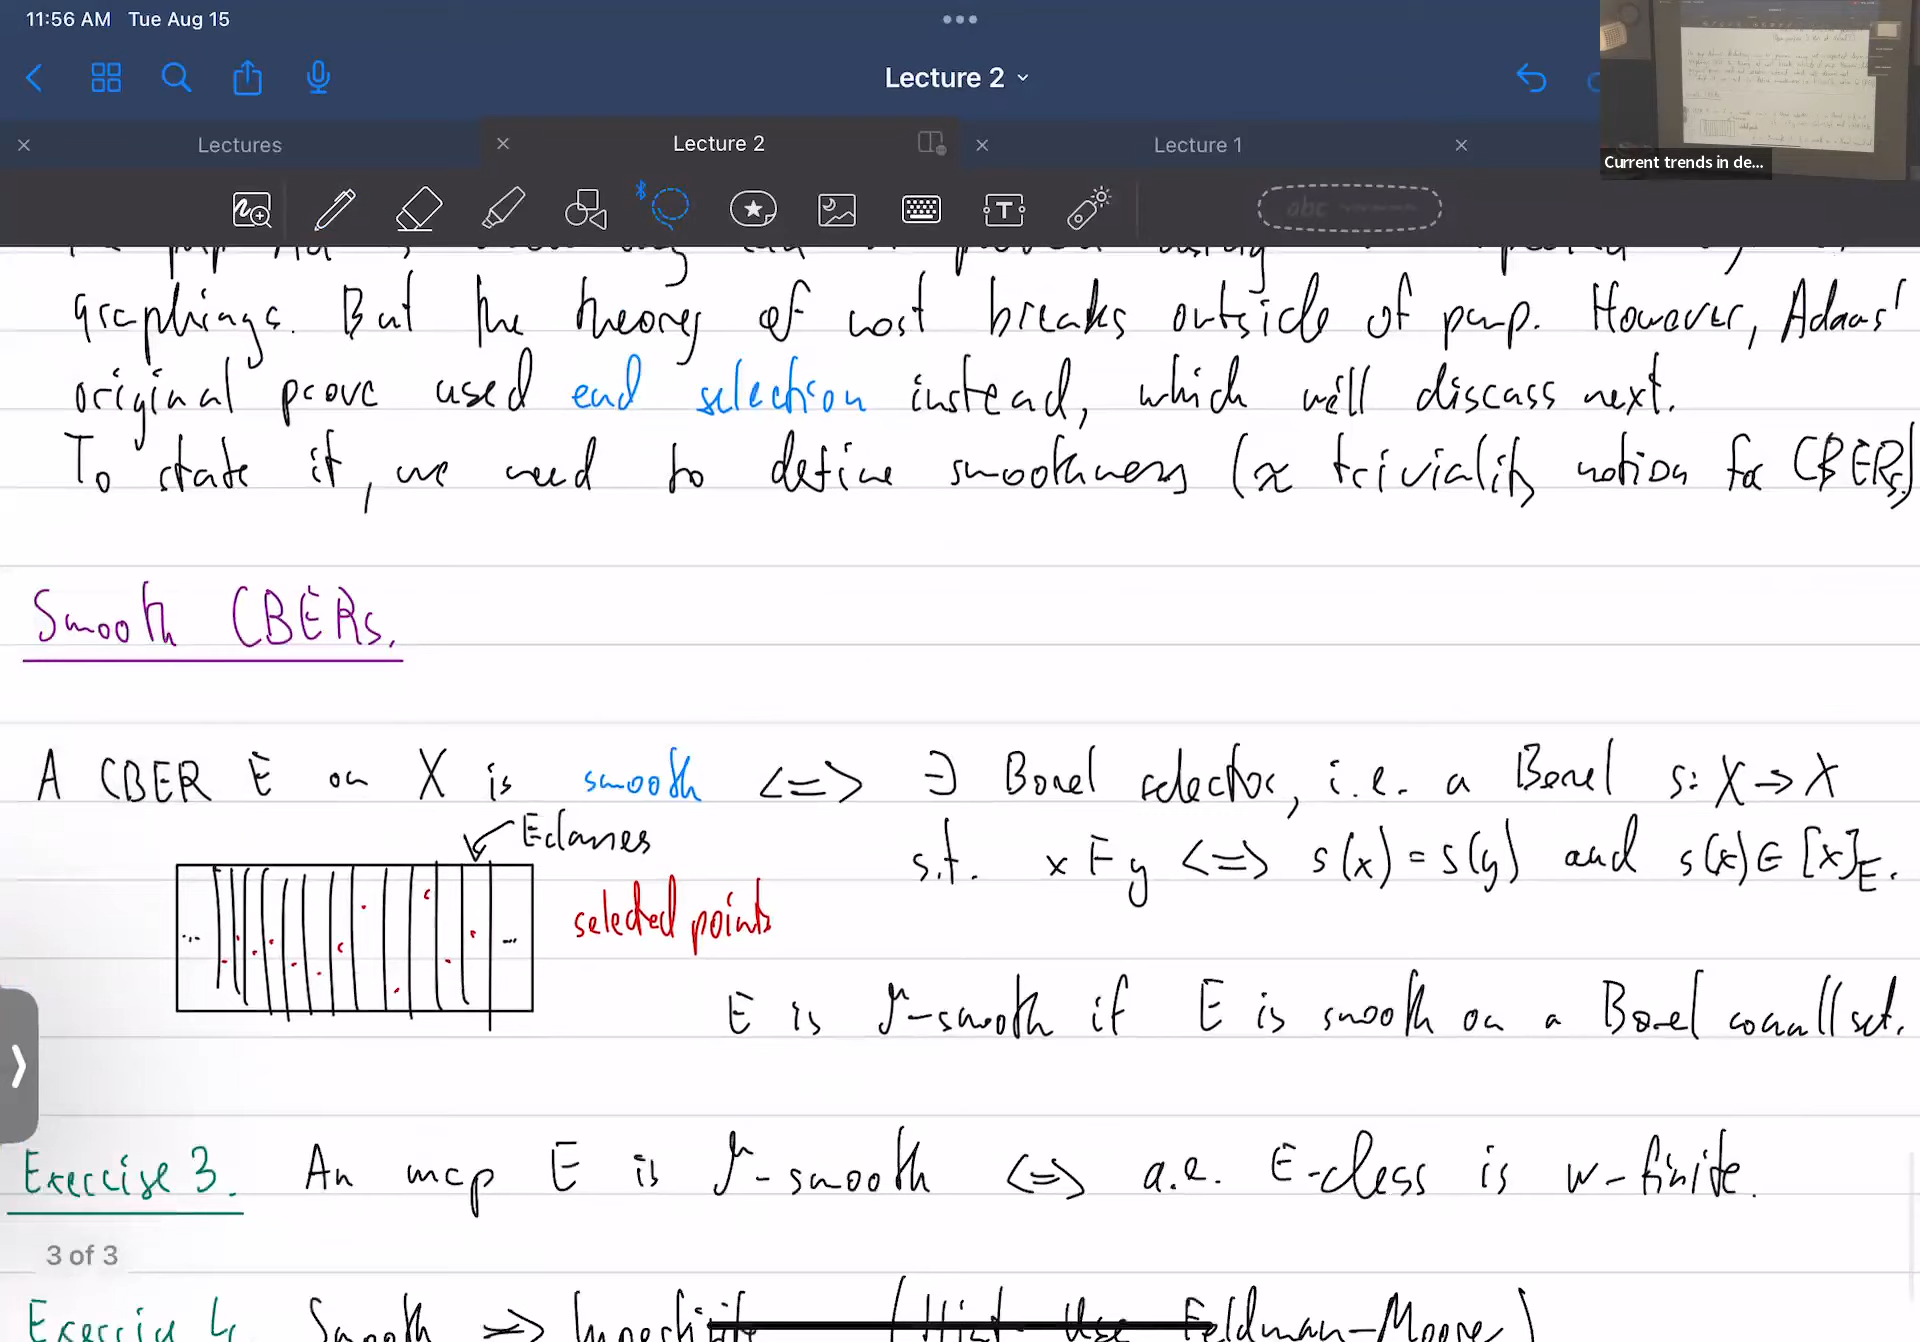 11:56 AM Tue Aug 15
Lecture 2
Lectures
Lecture 2
Lecture 1
Current trends in de...
abc
graphings. But the theory of cost breaks outside of pmp. However, Adams'
original prove used end selection instead, which will discuss next.
To state it, we need to define smoothness (≈ triviality notion for CBERs)
Smooth CBERs.
A CBER E on X is smooth <=> ∃ Borel selector, i.e. a Borel s: X → X
s.t. x E y <=> s(x) = s(y) and s(x) ∈ [x]_E.
E classes
selected points
E is μ-smooth if E is smooth on a Borel conull set.
Exercise 3. An mcp E is μ-smooth <=> a.e. E-class is w-finite.
3 of 3
Exercise 4. Smooth => (Hint Use Feldman-Moore)